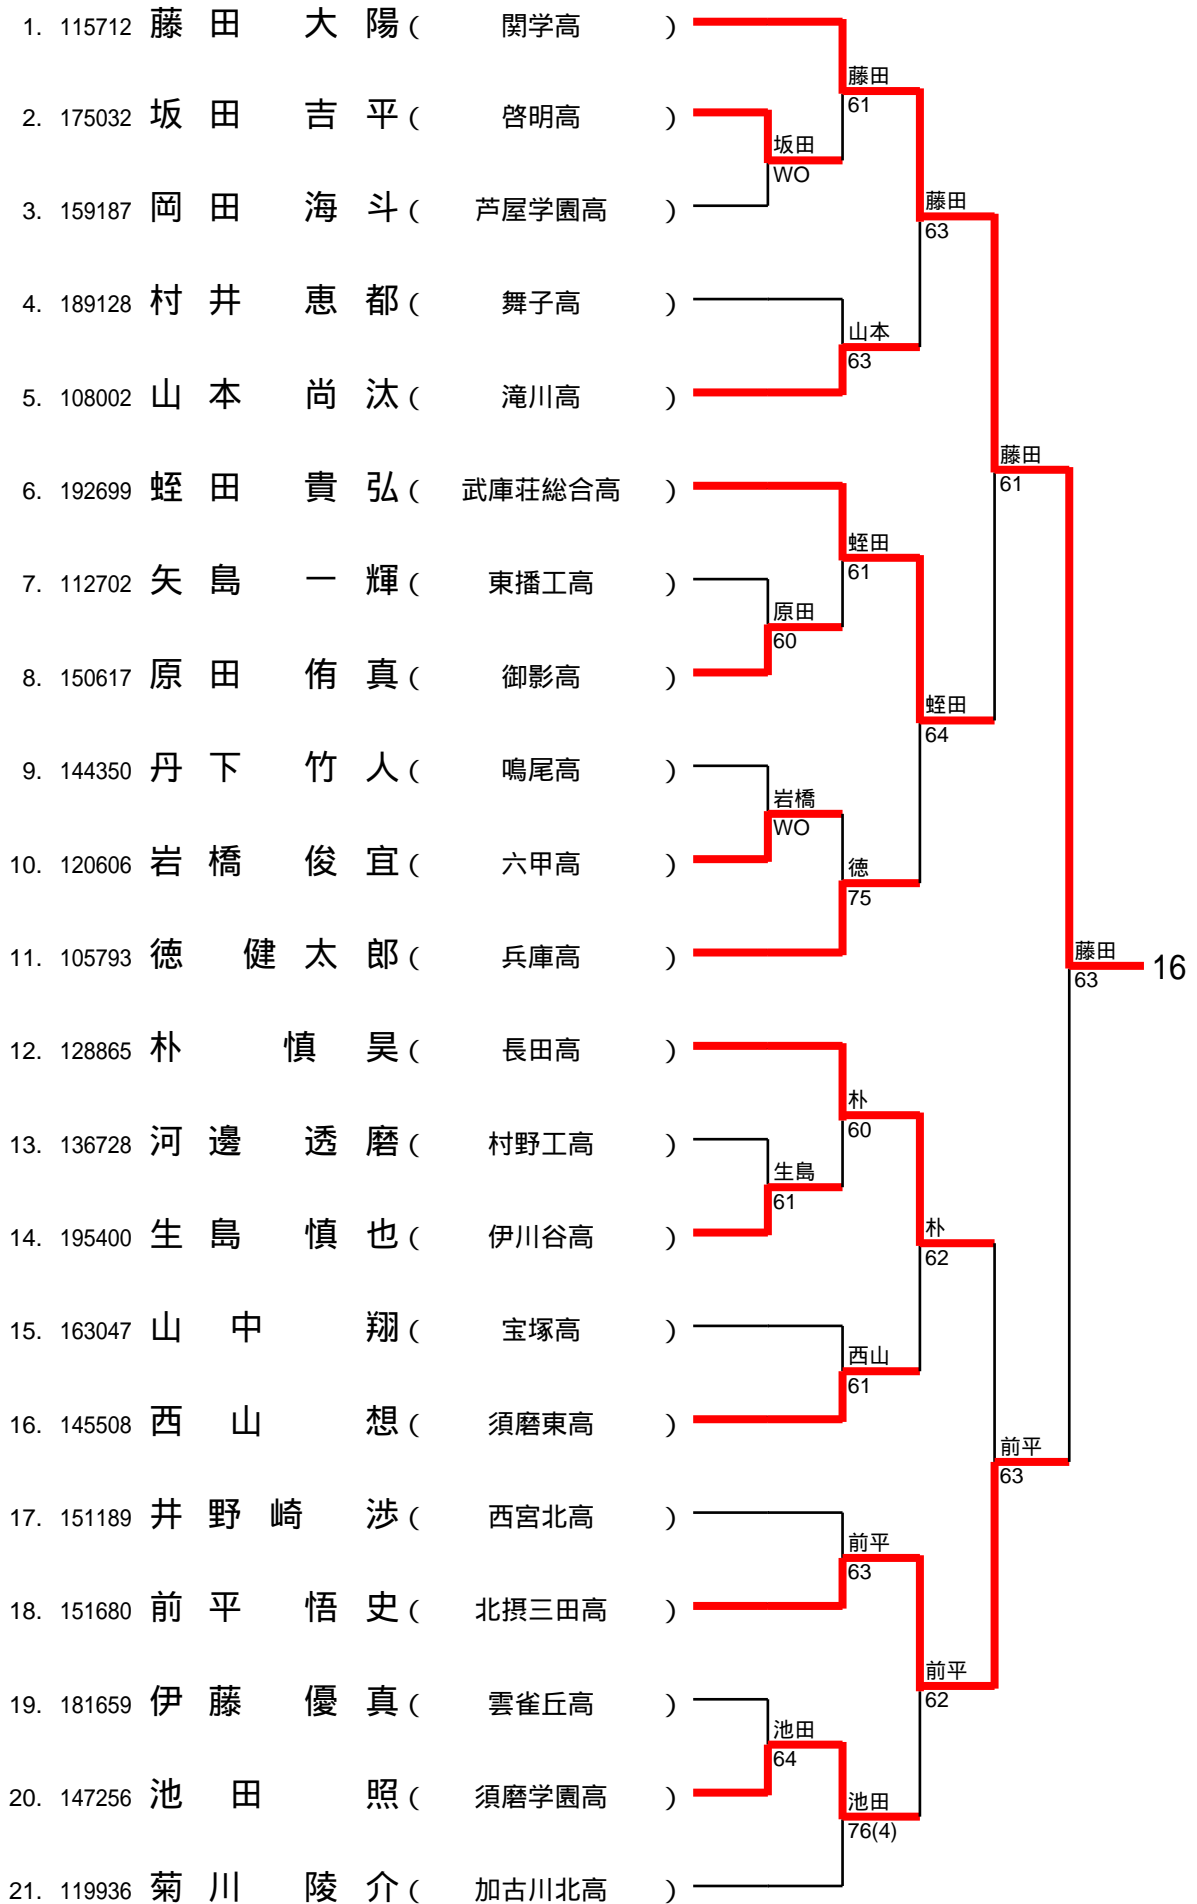 1. 115712 藤田 大陽 ( 関学高 )
藤田
61
2. 175032 坂田 吉平 ( 啓明高 )
坂田
WO
3. 159187 岡田 海斗 ( 芦屋学園高 )
藤田
63
4. 189128 村井 恵都 ( 舞子高 )
山本
63
5. 108002 山本 尚汰 ( 滝川高 )
藤田
61
6. 192699 蛭田 貴弘 ( 武庫荘総合高 )
蛭田
61
7. 112702 矢島 一輝 ( 東播工高 )
原田
60
8. 150617 原田 侑真 ( 御影高 )
蛭田
64
9. 144350 丹下 竹人 ( 鳴尾高 )
岩橋
WO
10. 120606 岩橋 俊宜 ( 六甲高 )
徳
75
11. 105793 徳 健太郎 ( 兵庫高 )
藤田
63
16
12. 128865 朴 慎昊 ( 長田高 )
朴
60
13. 136728 河邊 透磨 ( 村野工高 )
生島
61
14. 195400 生島 慎也 ( 伊川谷高 )
朴
62
15. 163047 山中 翔 ( 宝塚高 )
西山
61
16. 145508 西山 想 ( 須磨東高 )
前平
63
17. 151189 井野崎 渉 ( 西宮北高 )
前平
63
18. 151680 前平 悟史 ( 北摂三田高 )
前平
62
19. 181659 伊藤 優真 ( 雲雀丘高 )
池田
64
20. 147256 池田 照 ( 須磨学園高 )
池田
76(4)
21. 119936 菊川 陵介 ( 加古川北高 )